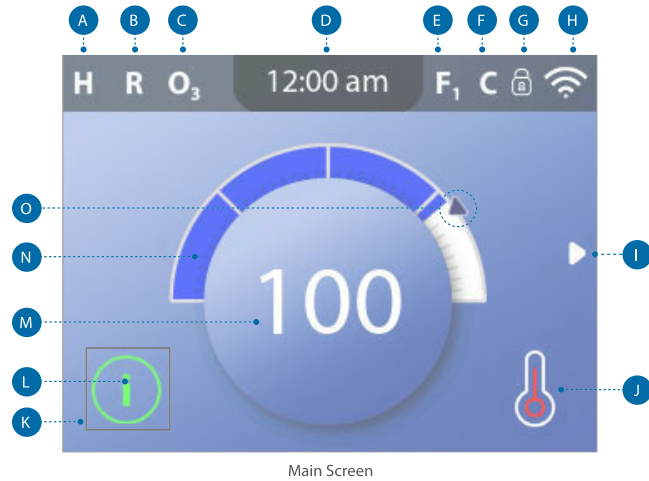 A B C D E F G H
H R O₃ 12:00 am F₁ C
O
N
I
100
M
L i
J
K
Main Screen